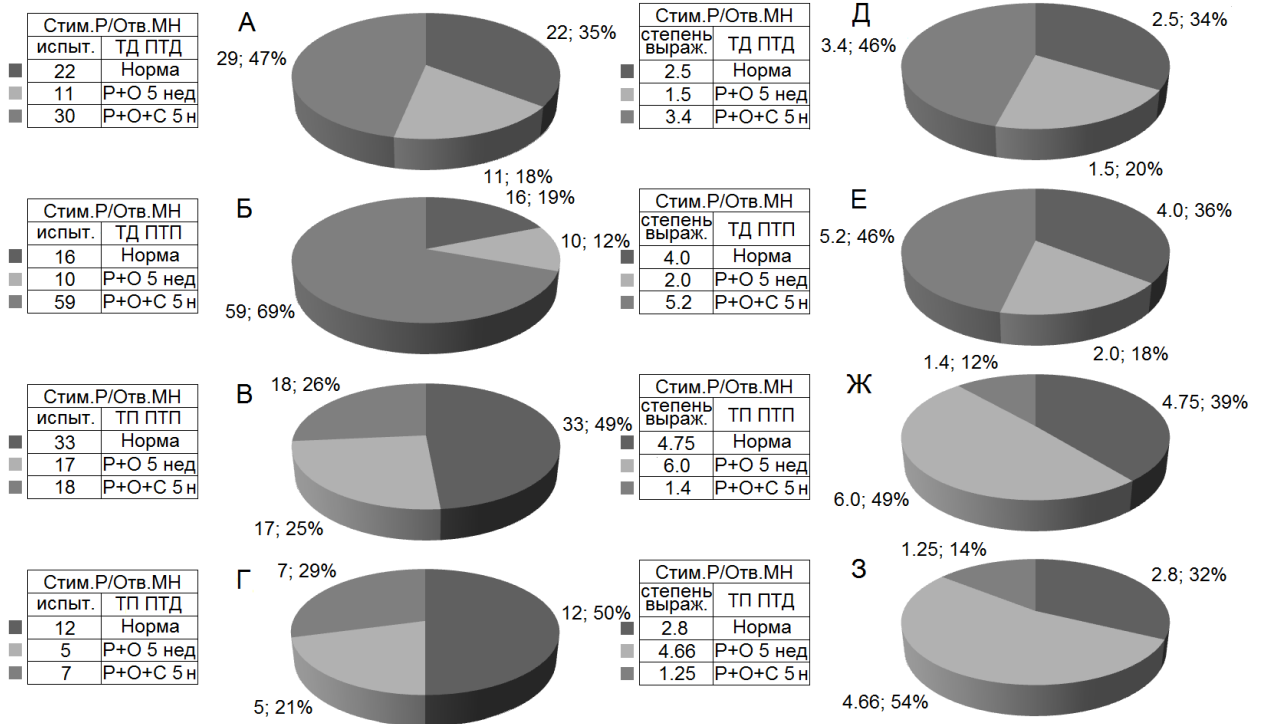 А
Стим.Р/Отв.МН
испыт. ТД ПТД
22 Норма
11 Р+О 5 нед
30 Р+О+С 5 н
29; 47%
22; 35%
11; 18%
Д
Стим.Р/Отв.МН
степень выраж. ТД ПТД
2.5 Норма
1.5 Р+О 5 нед
3.4 Р+О+С 5 н
3.4; 46%
2.5; 34%
1.5; 20%
Б
Стим.Р/Отв.МН
испыт. ТД ПТП
16 Норма
10 Р+О 5 нед
59 Р+О+С 5 н
16; 19%
10; 12%
59; 69%
Е
Стим.Р/Отв.МН
степень выраж. ТД ПТП
4.0 Норма
2.0 Р+О 5 нед
5.2 Р+О+С 5 н
5.2; 46%
4.0; 36%
2.0; 18%
В
Стим.Р/Отв.МН
испыт. ТП ПТП
33 Норма
17 Р+О 5 нед
18 Р+О+С 5 н
18; 26%
33; 49%
17; 25%
Ж
Стим.Р/Отв.МН
степень выраж. ТП ПТП
4.75 Норма
6.0 Р+О 5 нед
1.4 Р+О+С 5 н
1.4; 12%
4.75; 39%
6.0; 49%
Г
Стим.Р/Отв.МН
испыт. ТП ПТД
12 Норма
5 Р+О 5 нед
7 Р+О+С 5 н
7; 29%
12; 50%
5; 21%
З
Стим.Р/Отв.МН
степень выраж. ТП ПТД
2.8 Норма
4.66 Р+О 5 нед
1.25 Р+О+С 5 н
1.25; 14%
2.8; 32%
4.66; 54%